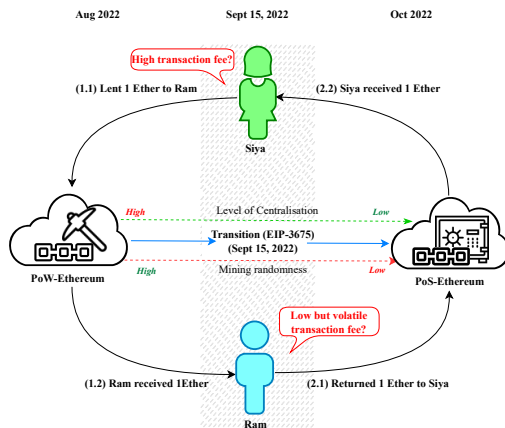 Aug 2022
Sept 15, 2022
Oct 2022
High transaction fee?
(1.1) Lent 1 Ether to Ram
(2.2) Siya received 1 Ether
Siya
High
Level of Centralisation
Low
Transition (EIP-3675)
(Sept 15, 2022)
High
Mining randomness
Low
PoW-Ethereum
PoS-Ethereum
Low but volatile
transaction fee?
(1.2) Ram received 1Ether
(2.1) Returned 1 Ether to Siya
Ram